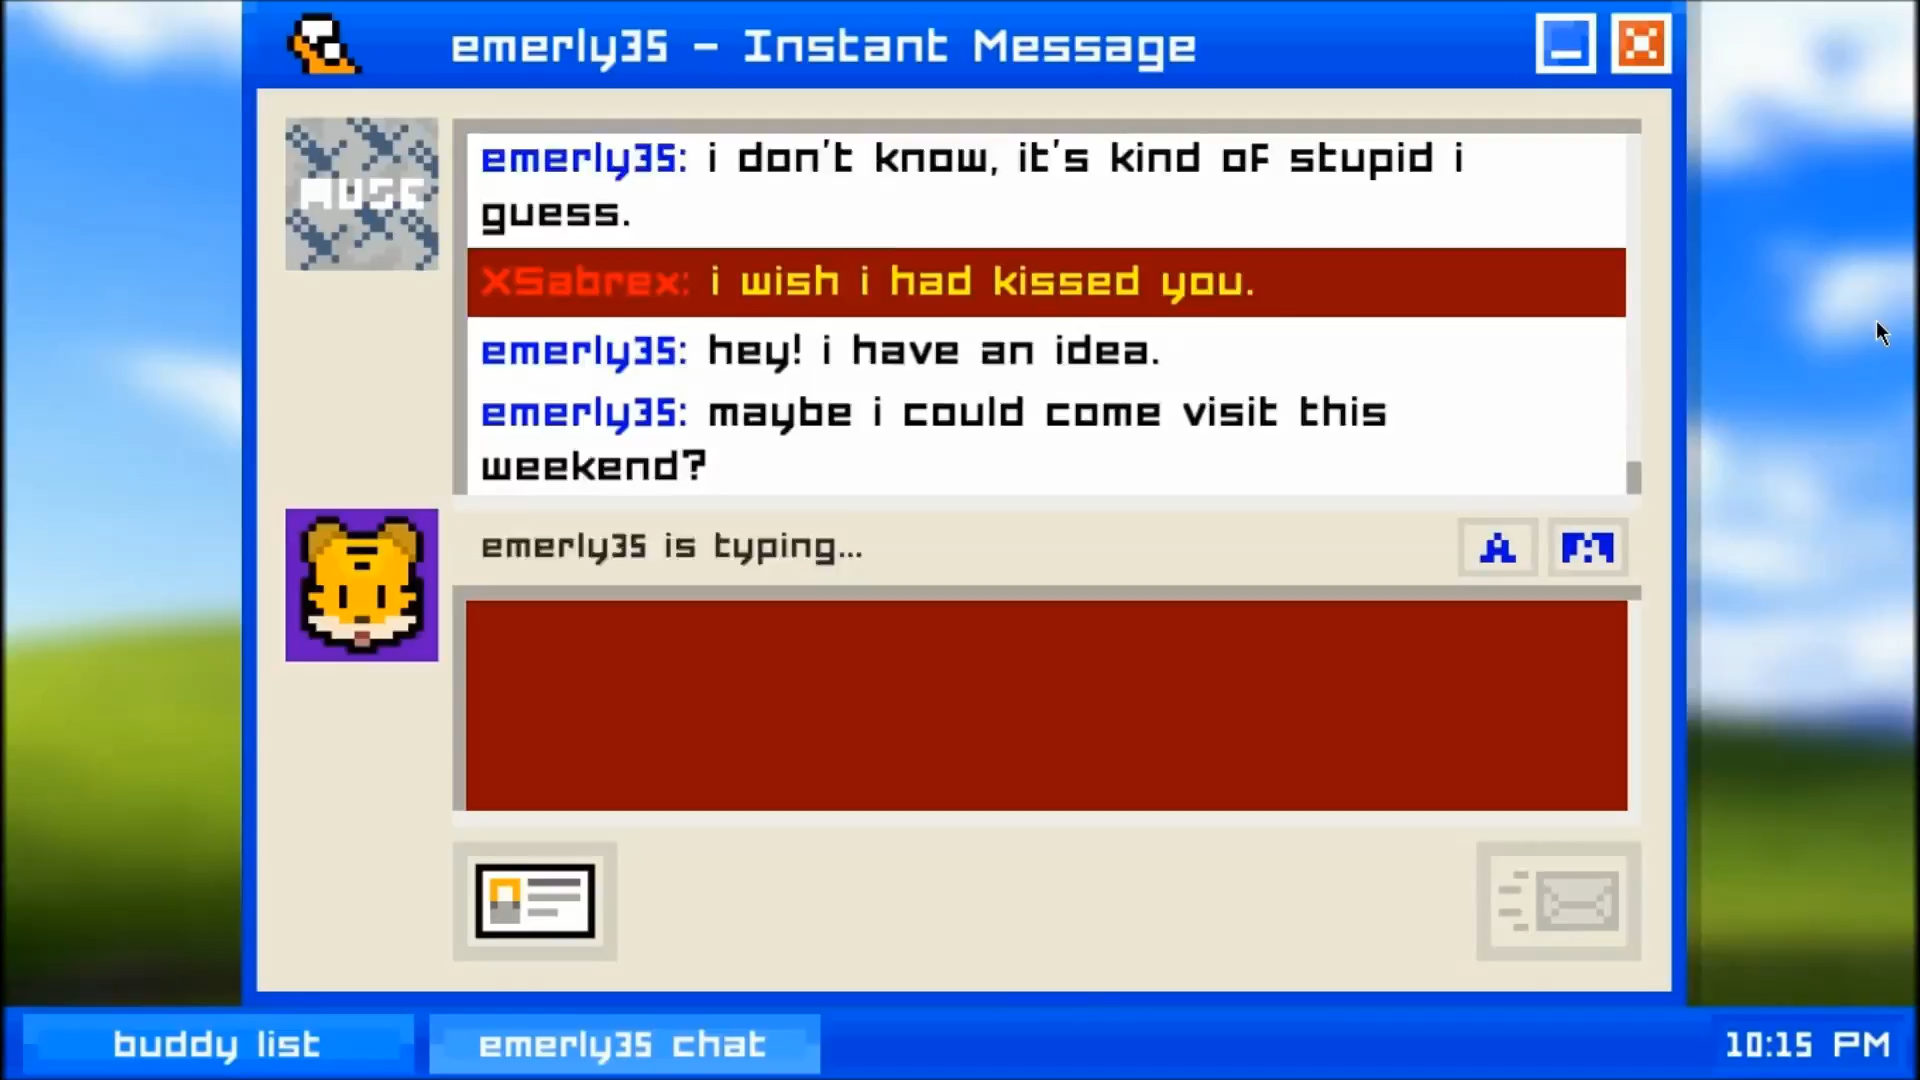 emerly35 - Instant Message
MUSE
emerly35: i don't know, it's kind of stupid i
guess.
XSabrex: i wish i had kissed you.
emerly35: hey! i have an idea.
emerly35: maybe i could come visit this
weekend?
emerly35 is typing...
A
buddy list
emerly35 chat
10:15 PM